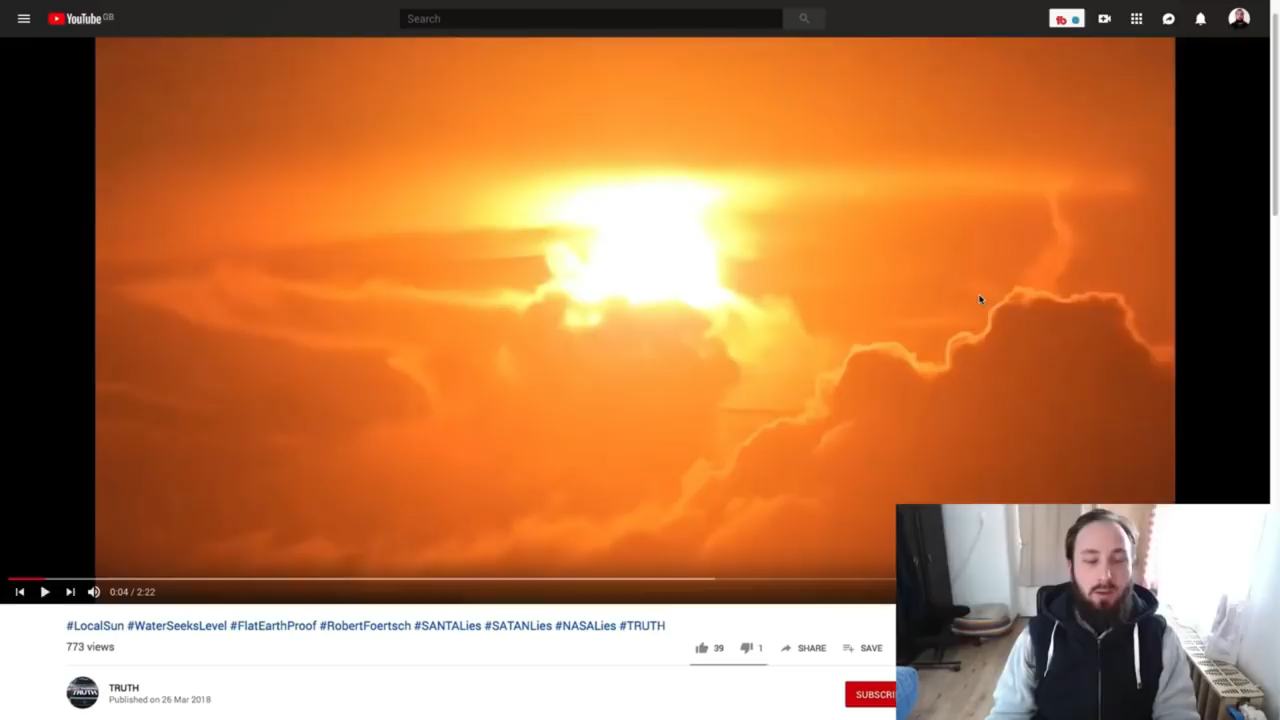 YouTube GB
Search
0:04 / 2:22
#LocalSun #WaterSeeksLevel #FlatEarthProof #RobertFoertsch #SANTALies #SATANLies #NASALies #TRUTH
773 views
39
1
SHARE
SAVE
TRUTH
TRUTH
Published on 26 Mar 2018
SUBSCRI